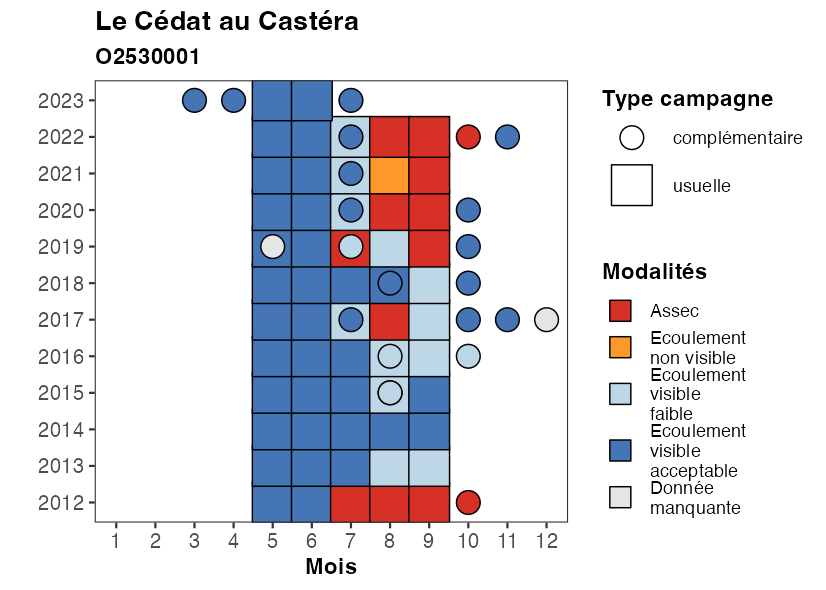 Le Cédat au Castéra
O2530001
2023
2022
2021
2020
2019
2018
2017
2016
2015
2014
2013
2012
1 2 3 4 5 6 7 8 9 10 11 12
Mois
Type campagne
complémentaire
usuelle
Modalités
Assec
Ecoulement
non visible
Ecoulement
visible
faible
Ecoulement
visible
acceptable
Donnée
manquante